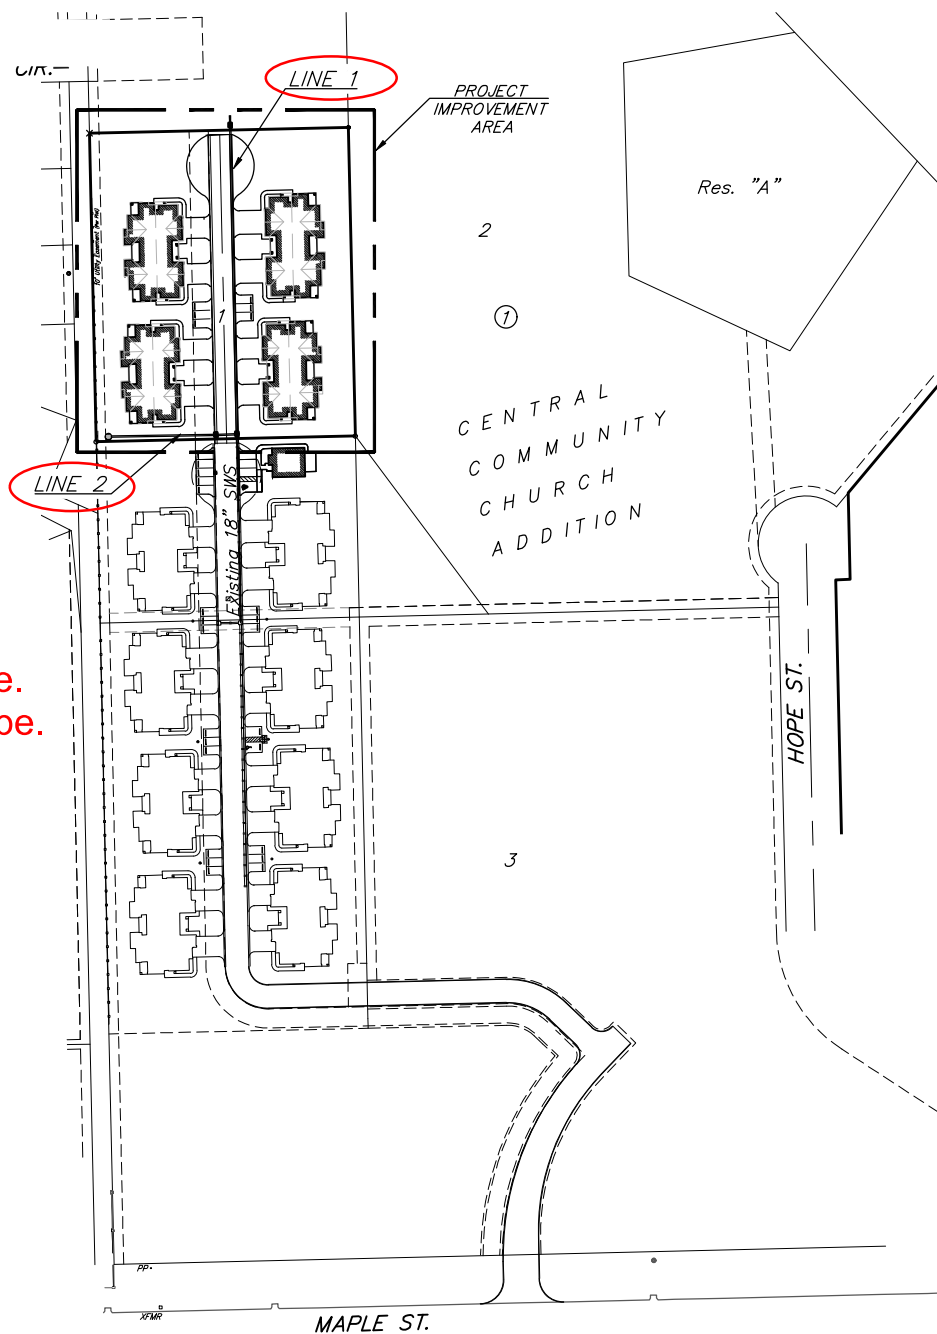 CIR.
LINE 1
PROJECT
IMPROVEMENT
AREA
Res. "A"
2
1
1
CENTRAL
COMMUNITY
CHURCH
ADDITION
LINE 2
Existing 18" SWS
e.
pe.
HOPE ST.
3
PP
XFMR
MAPLE ST.